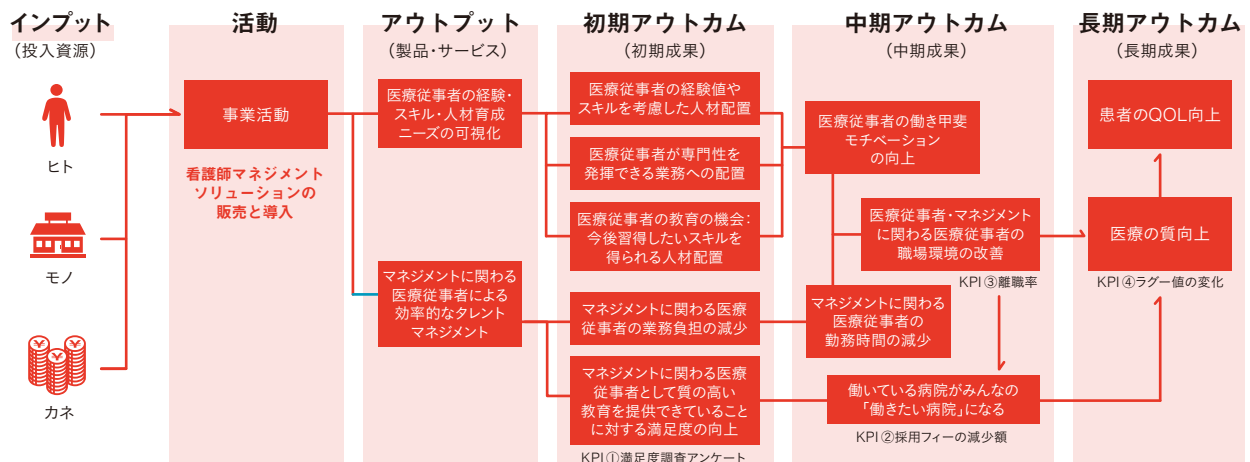 インプット
(投入資源)
ヒト
モノ
カネ
活動
事業活動
看護師マネジメント
ソリューションの
販売と導入
アウトプット
(製品・サービス)
医療従事者の経験・
スキル・人材育成
ニーズの可視化
マネジメントに関わる
医療従事者による
効率的なタレント
マネジメント
初期アウトカム
(初期成果)
医療従事者の経験値や
スキルを考慮した人材配置
医療従事者が専門性を
発揮できる業務への配置
医療従事者の教育の機会:
今後習得したいスキルを
得られる人材配置
マネジメントに関わる医療
従事者の業務負担の減少
マネジメントに関わる医療
従事者として質の高い
教育を提供できていること
に対する満足度の向上
KPI①満足度調査アンケート
中期アウトカム
(中期成果)
医療従事者の働き甲斐
モチベーション
の向上
医療従事者・マネジメント
に関わる医療従事者の
職場環境の改善
KPI③離職率
マネジメントに関わる
医療従事者の
勤務時間の減少
働いている病院がみんなの
「働きたい病院」になる
KPI②採用フィーの減少額
長期アウトカム
(長期成果)
患者のQOL向上
医療の質向上
KPI④ラグー値の変化